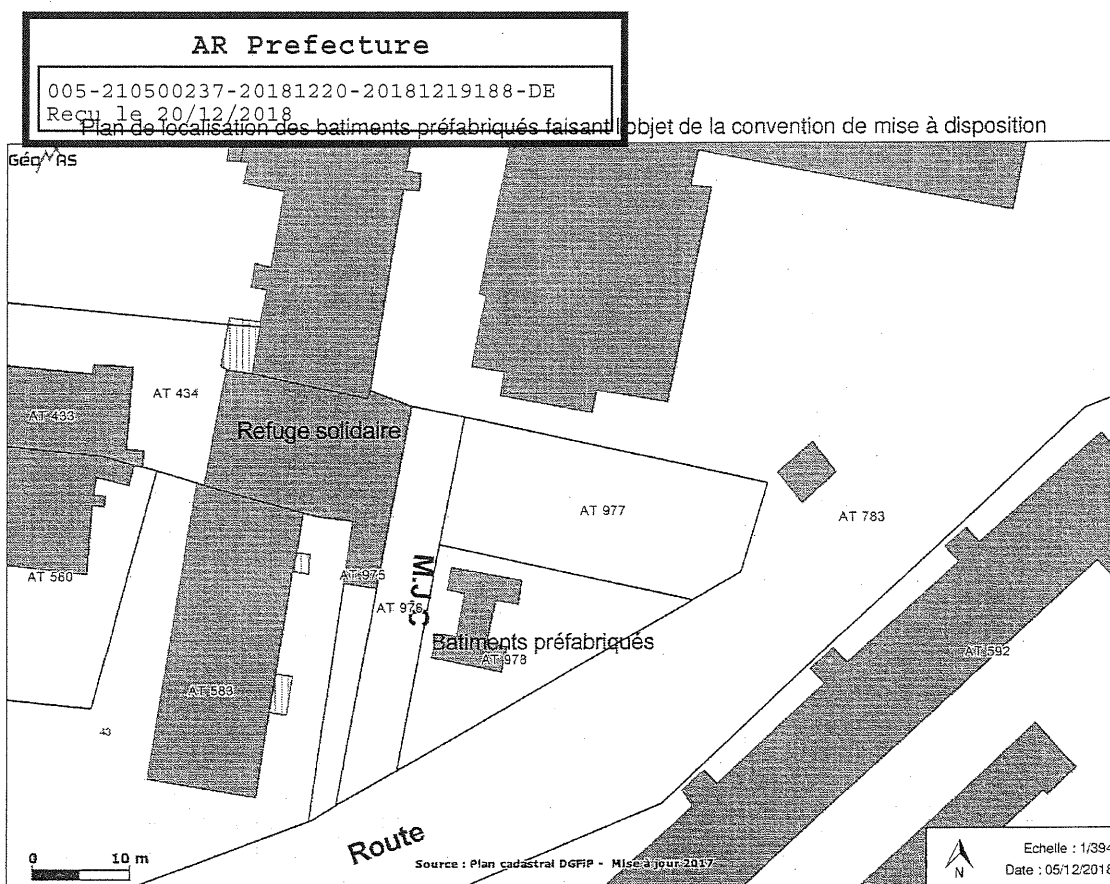 AR Prefecture
005-210500237-20181220-20181219188-DE
Reçu le 20/12/2018
Plan de localisation des batiments préfabriqués faisant l'objet de la convention de mise à disposition
GéoMAS
AT 434
AT 433
Refuge solidaire
AT 977
AT 783
AT 560
AT 975
M.J.C
AT 976
Batiments préfabriqués
AT 978
AT 592
AT 583
43
Route
0 10 m
Source : Plan cadastral DGFiP - Mise à jour 2017
N
Echelle : 1/394
Date : 05/12/2018